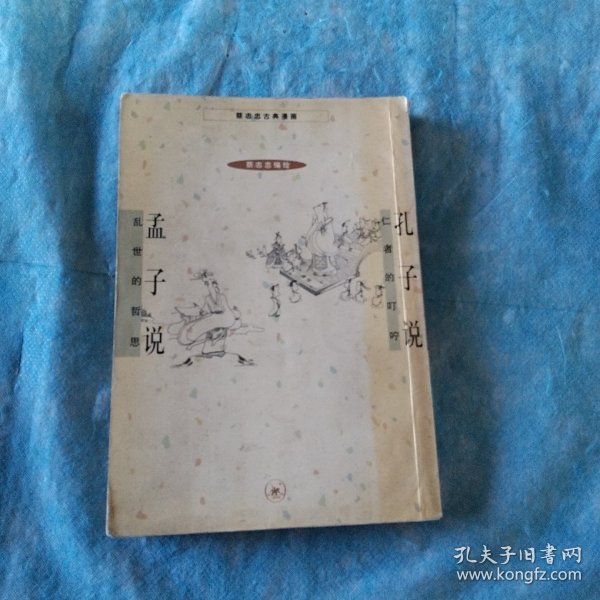 蔡志忠古典漫画
蔡志忠编绘
孔子说
仁者的叮咛
孟子说
乱世的哲思
孔夫子旧书网
www.kongfz.com